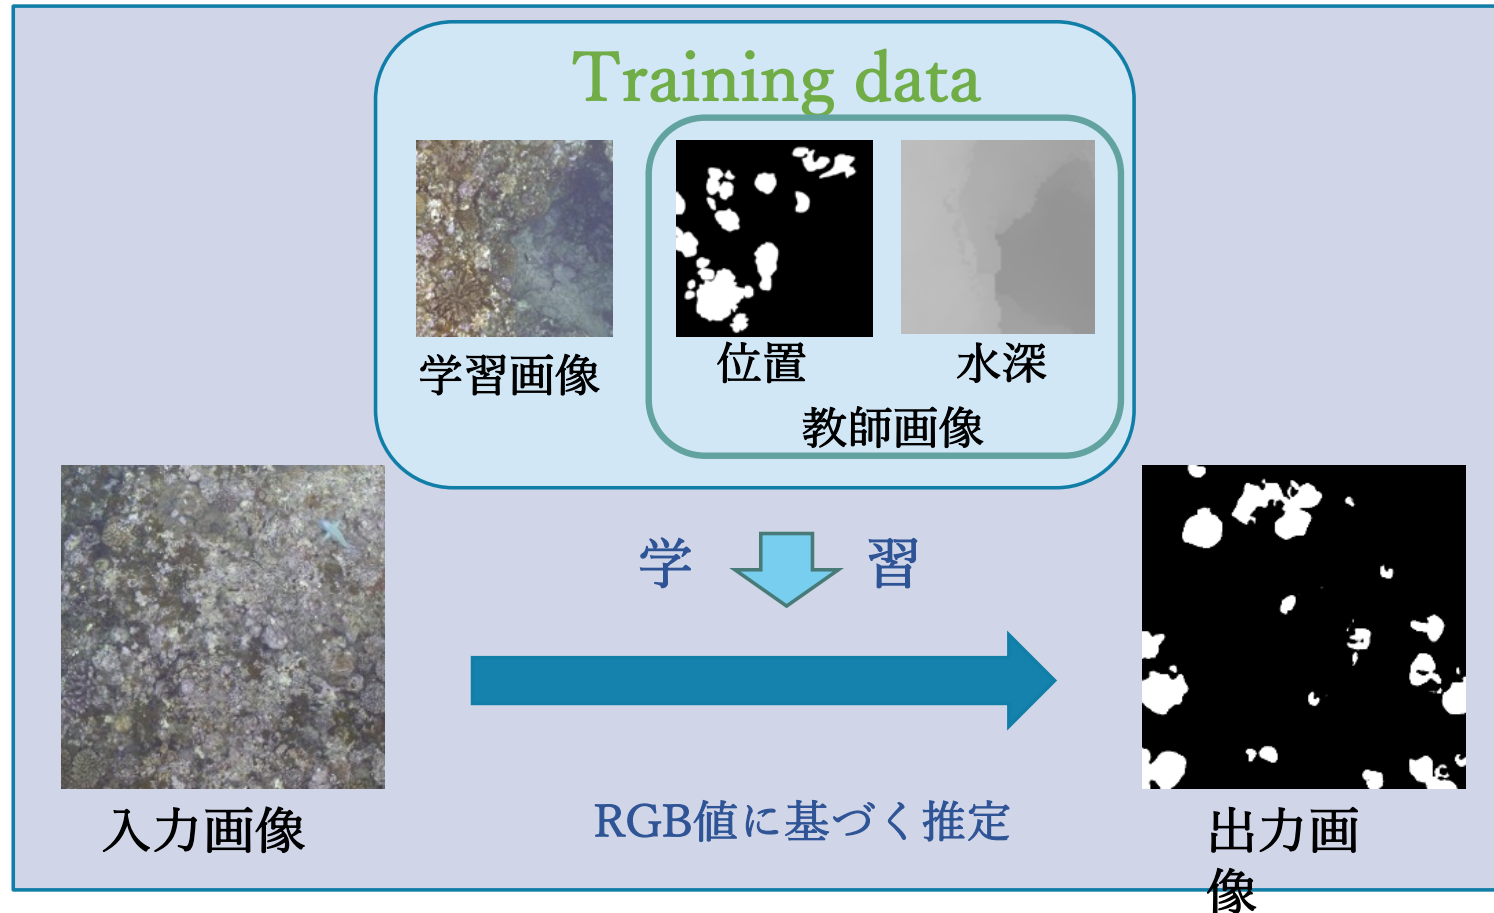 Training data
学習画像
位置
水深
教師画像
学 習
入力画像
RGB値に基づく推定
出力画
像